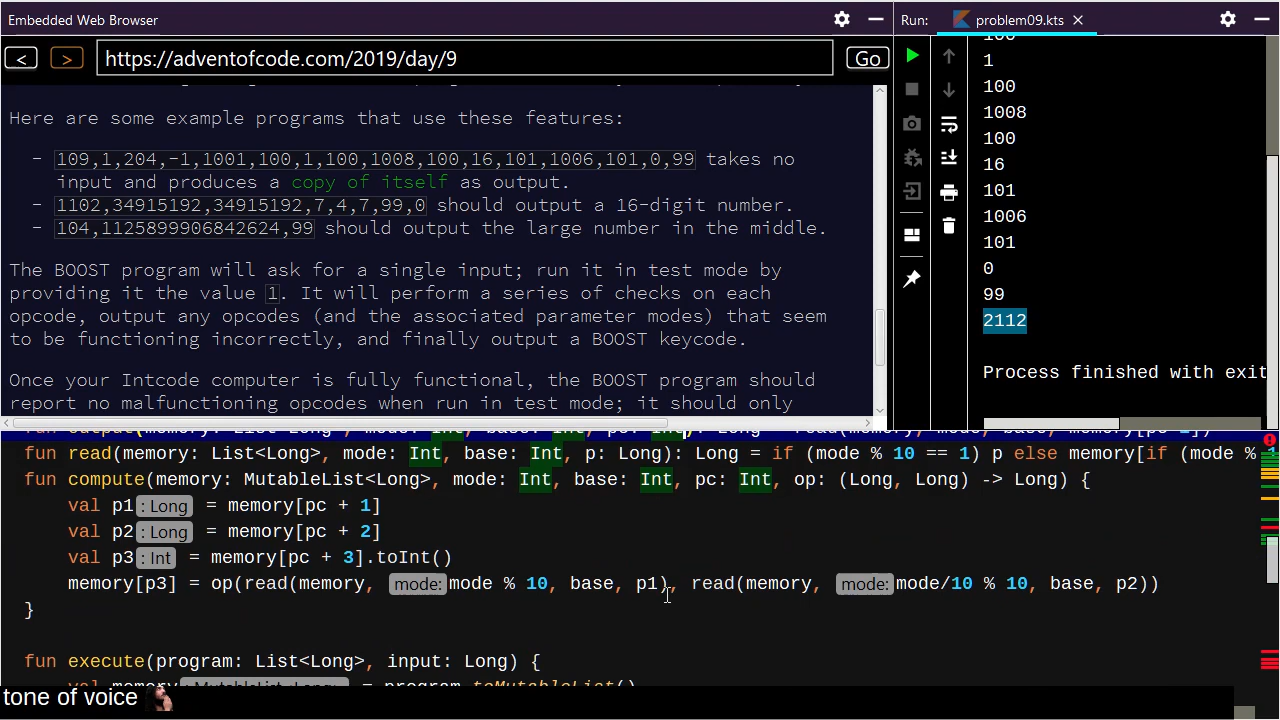 Embedded Web Browser
Run: problem09.kts ×
< > https://adventofcode.com/2019/day/9 Go
Here are some example programs that use these features:
- 109,1,204,-1,1001,100,1,100,1008,100,16,101,1006,101,0,99 takes no
input and produces a copy of itself as output.
- 1102,34915192,34915192,7,4,7,99,0 should output a 16-digit number.
- 104,1125899906842624,99 should output the large number in the middle.
The BOOST program will ask for a single input; run it in test mode by
providing it the value 1. It will perform a series of checks on each
opcode, output any opcodes (and the associated parameter modes) that seem
to be functioning incorrectly, and finally output a BOOST keycode.
Once your Intcode computer is fully functional, the BOOST program should
report no malfunctioning opcodes when run in test mode; it should only
100
1
100
1008
100
16
101
1006
101
0
99
2112
Process finished with exit
fun read(memory: List<Long>, mode: Int, base: Int, p: Long): Long = if (mode % 10 == 1) p else memory[if (mode %
fun compute(memory: MutableList<Long>, mode: Int, base: Int, pc: Int, op: (Long, Long) -> Long) {
val p1 : Long = memory[pc + 1]
val p2 : Long = memory[pc + 2]
val p3 : Int = memory[pc + 3].toInt()
memory[p3] = op(read(memory, mode: mode % 10, base, p1), read(memory, mode: mode/10 % 10, base, p2))
}
fun execute(program: List<Long>, input: Long) {
val memory : MutableList<Long> = program.toMutableList()
tone of voice